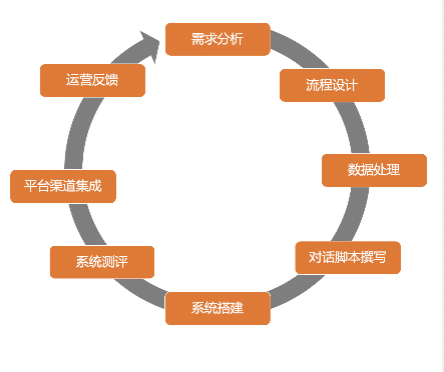 需求分析
流程设计
数据处理
对话脚本撰写
系统搭建
系统测评
平台渠道集成
运营反馈